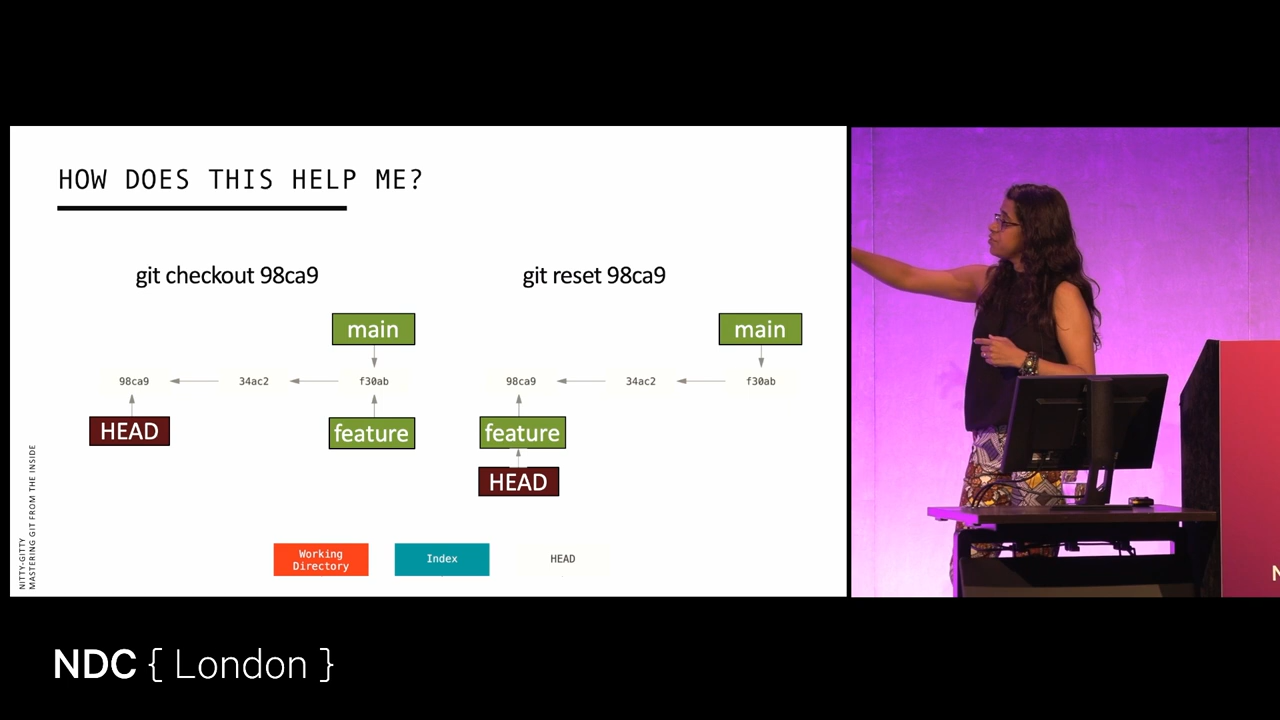 HOW DOES THIS HELP ME?
git checkout 98ca9
git reset 98ca9
main
main
98ca9
34ac2
f30ab
98ca9
34ac2
f30ab
HEAD
feature
feature
HEAD
Working
Directory
Index
HEAD
NITTY-GITTY
MASTERING GIT FROM THE INSIDE
N
NDC { London }